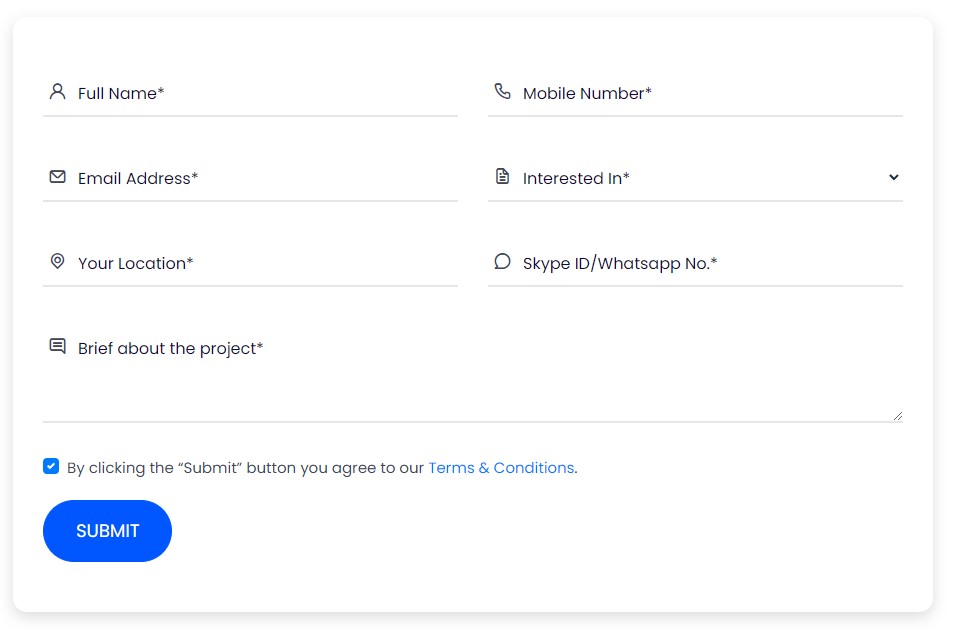 Full Name*
Mobile Number*
Email Address*
Interested In*
Your Location*
Skype ID/Whatsapp No.*
Brief about the project*
By clicking the “Submit” button you agree to our Terms & Conditions.
SUBMIT